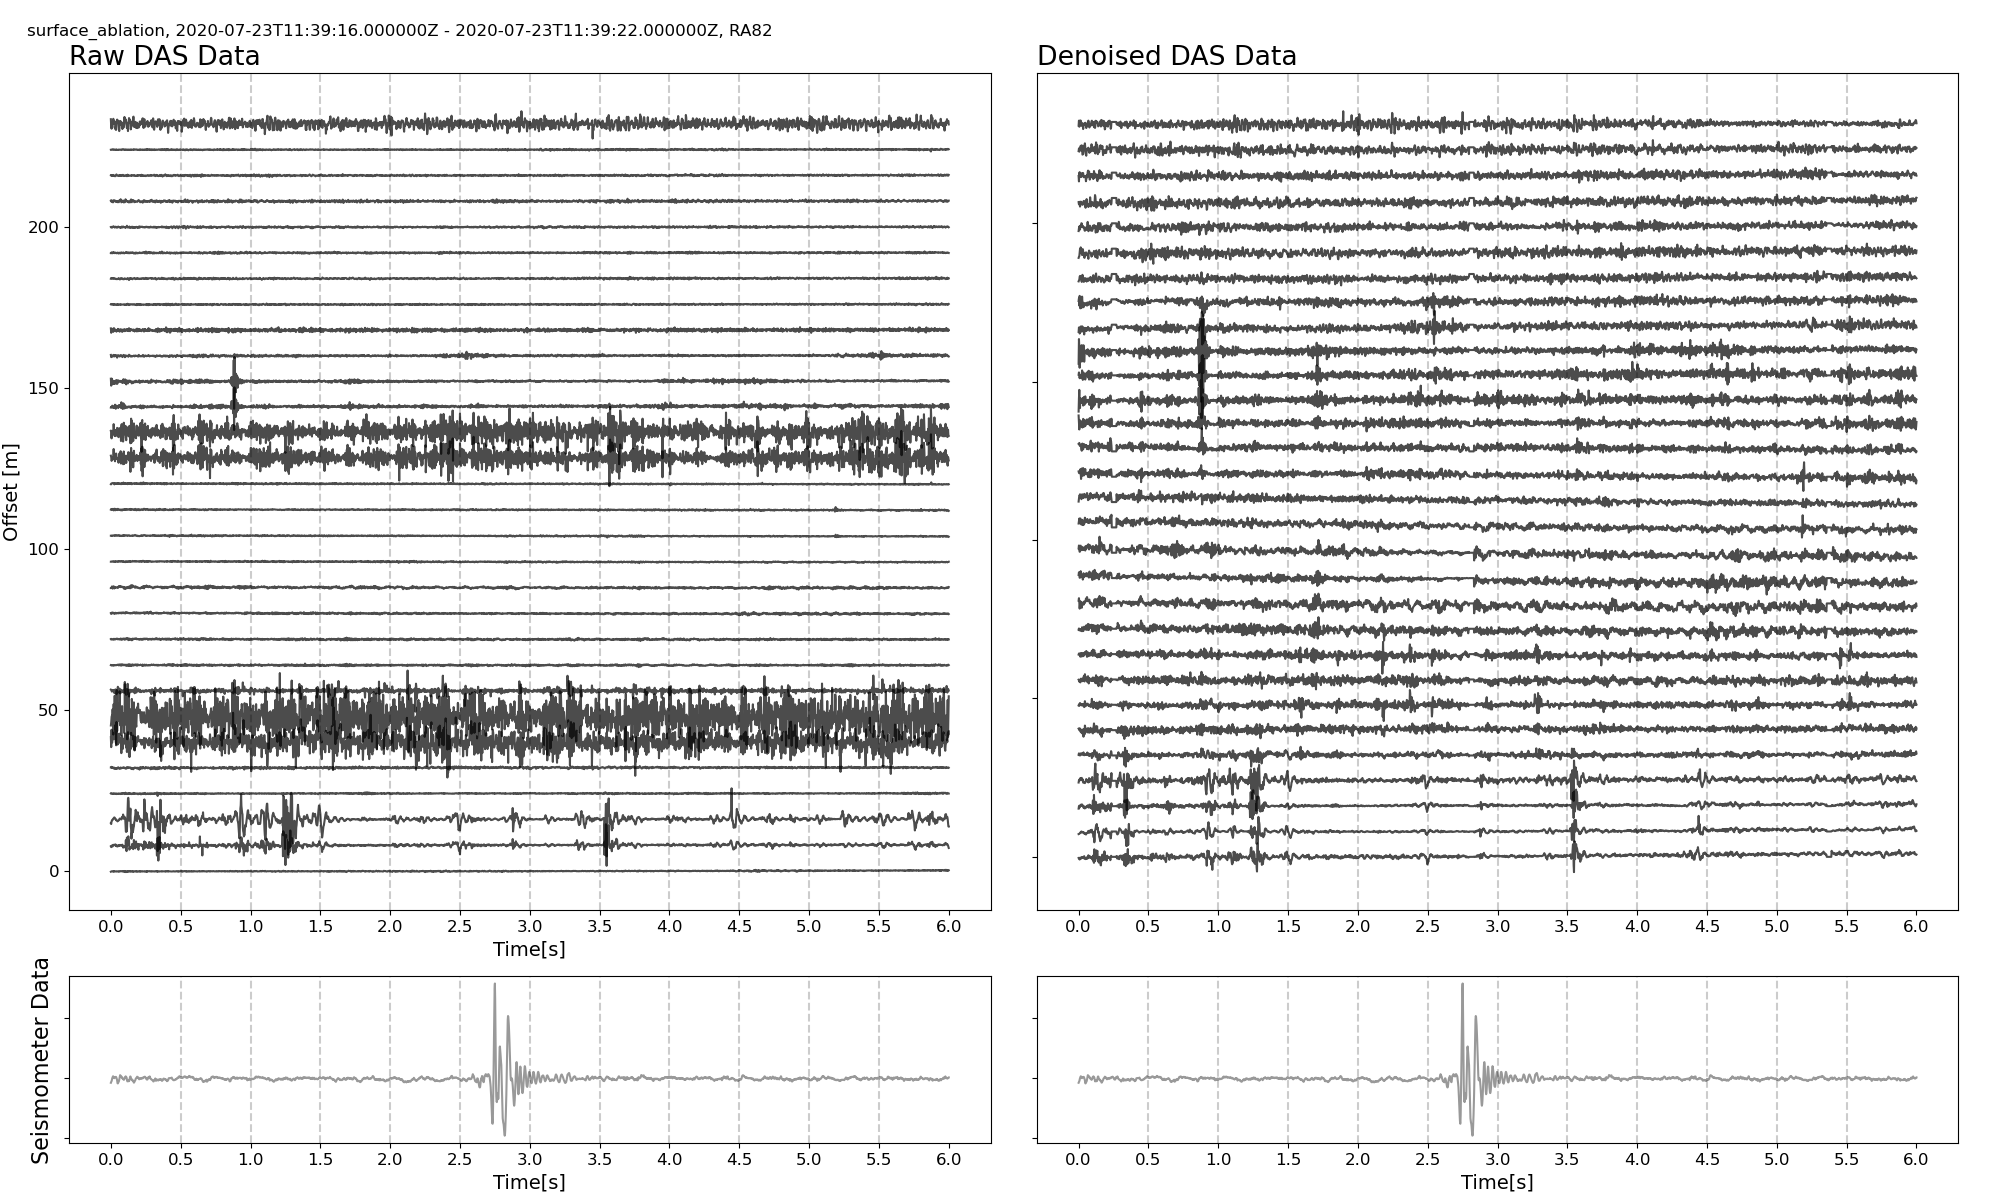 surface_ablation, 2020-07-23T11:39:16.000000Z - 2020-07-23T11:39:22.000000Z, RA82
Raw DAS Data
Denoised DAS Data
Offset [m]
200
150
100
50
0
0.0 0.5 1.0 1.5 2.0 2.5 3.0 3.5 4.0 4.5 5.0 5.5 6.0
Time[s]
0.0 0.5 1.0 1.5 2.0 2.5 3.0 3.5 4.0 4.5 5.0 5.5 6.0
Seismometer Data
0.0 0.5 1.0 1.5 2.0 2.5 3.0 3.5 4.0 4.5 5.0 5.5 6.0
Time[s]
0.0 0.5 1.0 1.5 2.0 2.5 3.0 3.5 4.0 4.5 5.0 5.5 6.0
Time[s]